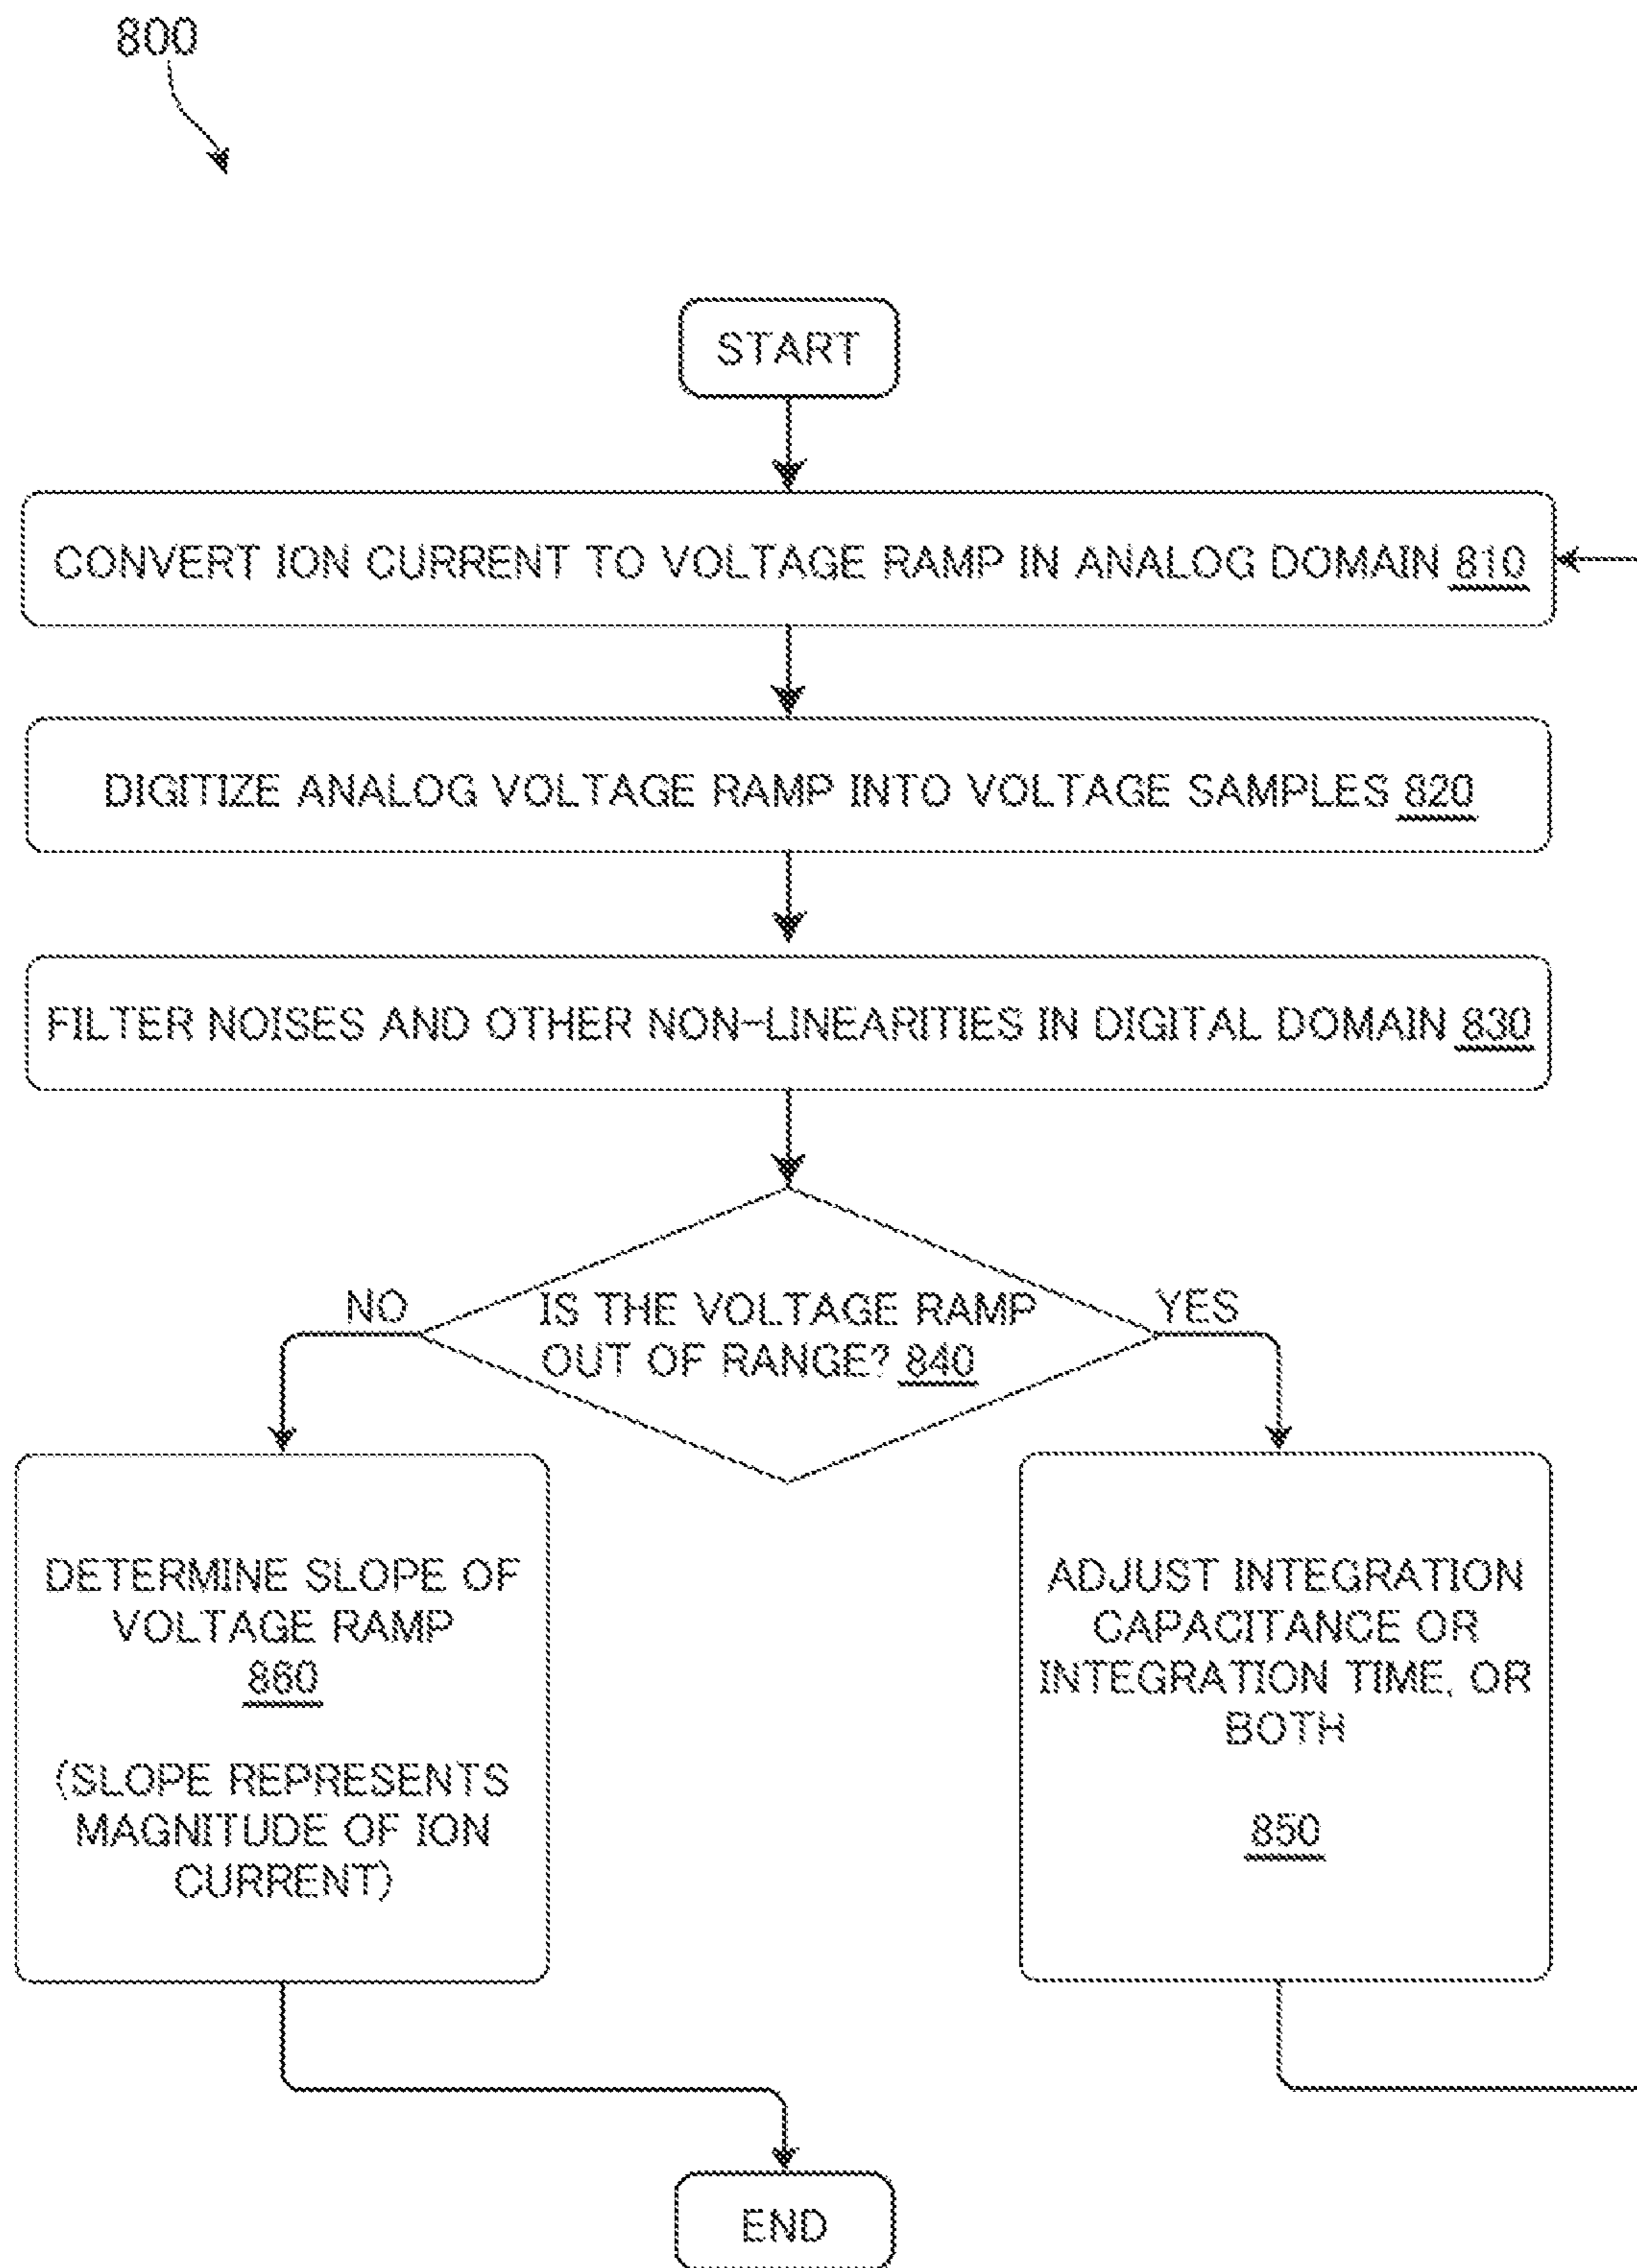 800
START
CONVERT ION CURRENT TO VOLTAGE RAMP IN ANALOG DOMAIN 810
DIGITIZE ANALOG VOLTAGE RAMP INTO VOLTAGE SAMPLES 820
FILTER NOISES AND OTHER NON-LINEARITIES IN DIGITAL DOMAIN 830
NO
IS THE VOLTAGE RAMP
OUT OF RANGE? 840
YES
DETERMINE SLOPE OF
VOLTAGE RAMP
860
(SLOPE REPRESENTS
MAGNITUDE OF ION
CURRENT)
ADJUST INTEGRATION
CAPACITANCE OR
INTEGRATION TIME, OR
BOTH
850
END